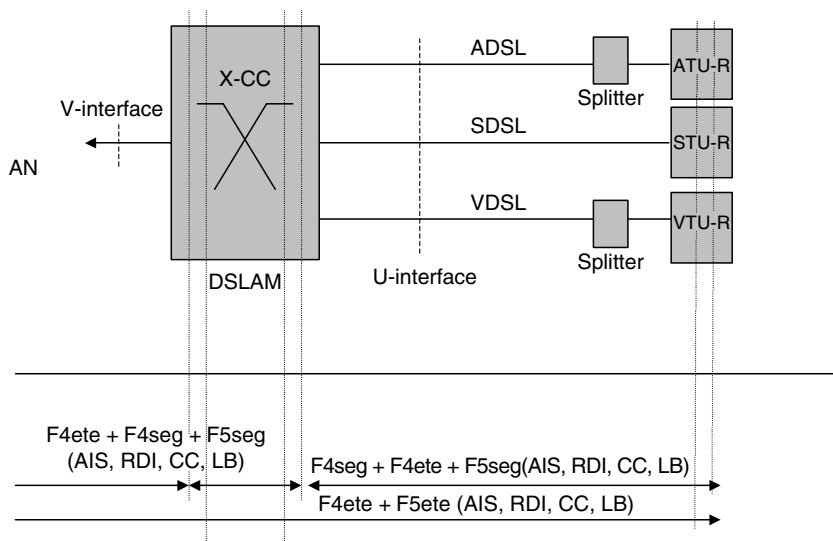 ADSL
ATU-R
X-CC
Splitter
V-interface
SDSL
STU-R
AN
VDSL
VTU-R
Splitter
DSLAM
U-interface
F4ete + F4seg + F5seg
(AIS, RDI, CC, LB)
F4seg + F4ete + F5seg(AIS, RDI, CC, LB)
F4ete + F5ete (AIS, RDI, CC, LB)